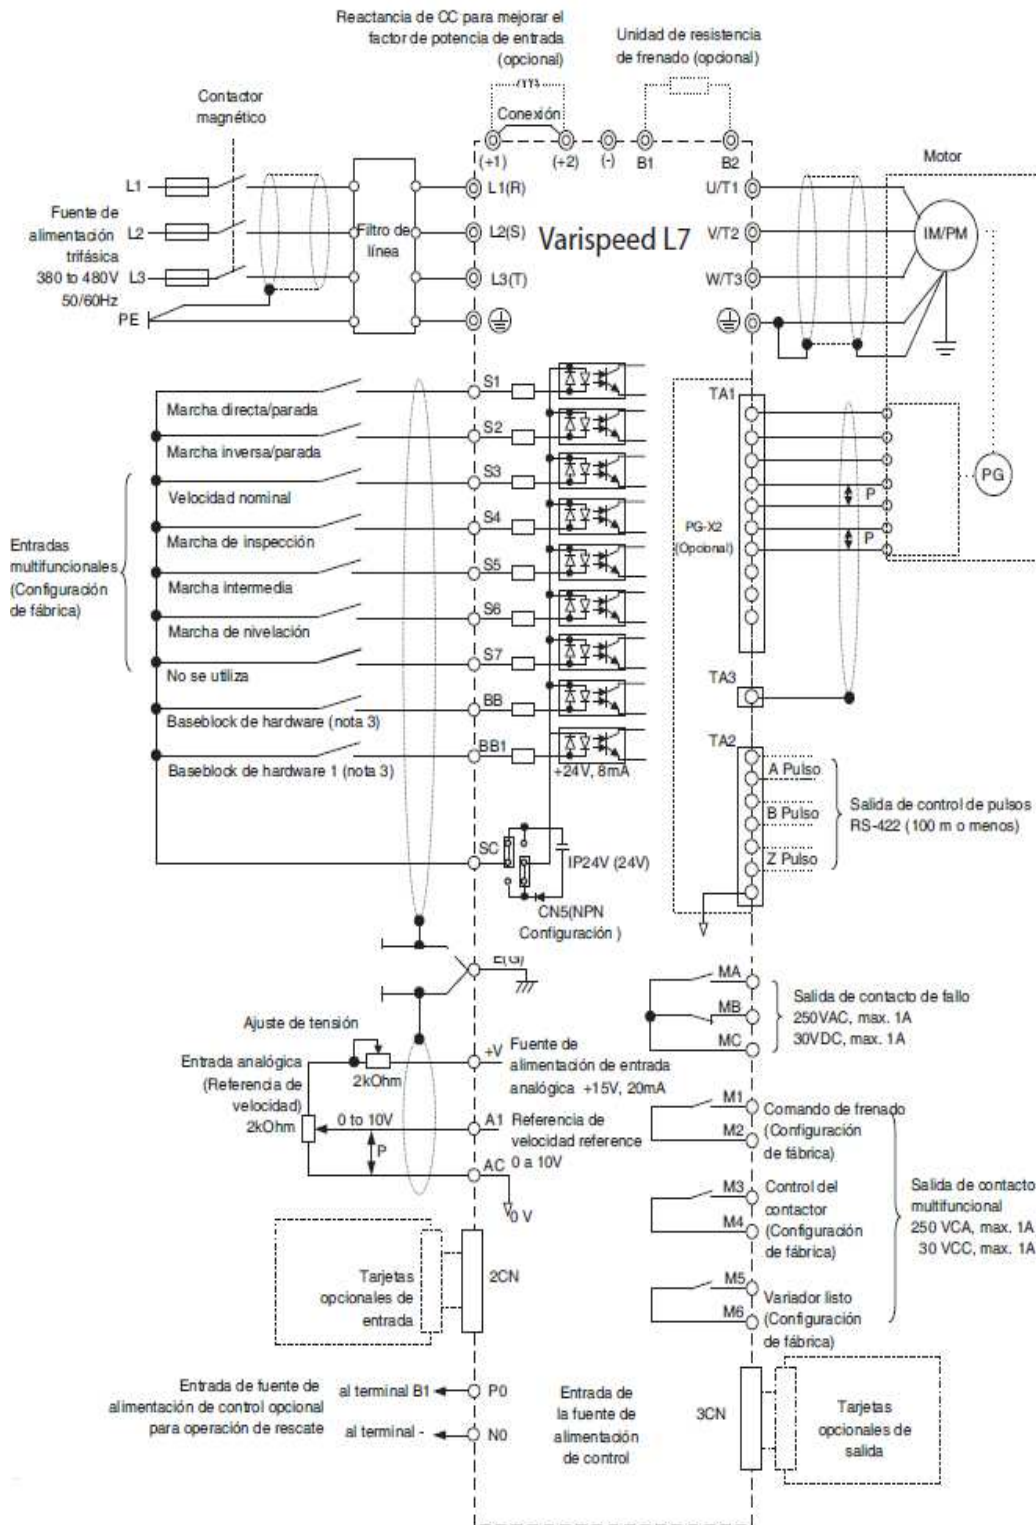 Reactancia de CC para mejorar el
factor de potencia de entrada
(opcional)
Unidad de resistencia
de frenado (opcional)
Contactor
magnético
Conexión
(+1)
(+2)
(-)
B1
B2
Motor
L1
L2
L3
PE
Fuente de
alimentación
trifásica
380 to 480V
50/60Hz
Filtro de
línea
L1(R)
L2(S)
L3(T)
Varispeed L7
U/T1
V/T2
W/T3
IM/PM
S1
Marcha directa/parada
S2
Marcha inversa/parada
S3
Velocidad nominal
S4
Marcha de inspección
S5
Marcha intermedia
S6
Marcha de nivelación
S7
No se utiliza
BB
Baseblock de hardware (nota 3)
BB1
Baseblock de hardware 1 (nota 3)
+24V, 8mA
Entradas
multifuncionales
(Configuración
de fábrica)
SC
IP24V (24V)
CN5(NPN
Configuración )
TA1
PG-X2
(Opcional)
P
P
PG
TA3
TA2
A Pulso
B Pulso
Z Pulso
Salida de control de pulsos
RS-422 (100 m o menos)
E(G)
Ajuste de tensión
2kOhm
+V
Fuente de
alimentación de entrada
analógica +15V, 20mA
Entrada analógica
(Referencia de
velocidad)
2kOhm
0 to 10V
P
A1
Referencia de
velocidad reference
0 a 10V
AC
0 V
MA
MB
MC
Salida de contacto de fallo
250VAC, max. 1A
30VDC, max. 1A
M1
M2
Comando de frenado
(Configuración
de fábrica)
M3
M4
Control del
contactor
(Configuración
de fábrica)
M5
M6
Variador listo
(Configuración
de fábrica)
Salida de contacto
multifuncional
250 VCA, max. 1A
30 VCC, max. 1A
Tarjetas
opcionales de
entrada
2CN
Entrada de fuente de
alimentación de control opcional
para operación de rescate
al terminal B1
P0
al terminal -
N0
Entrada de
la fuente de
alimentación
de control
3CN
Tarjetas
opcionales de
salida